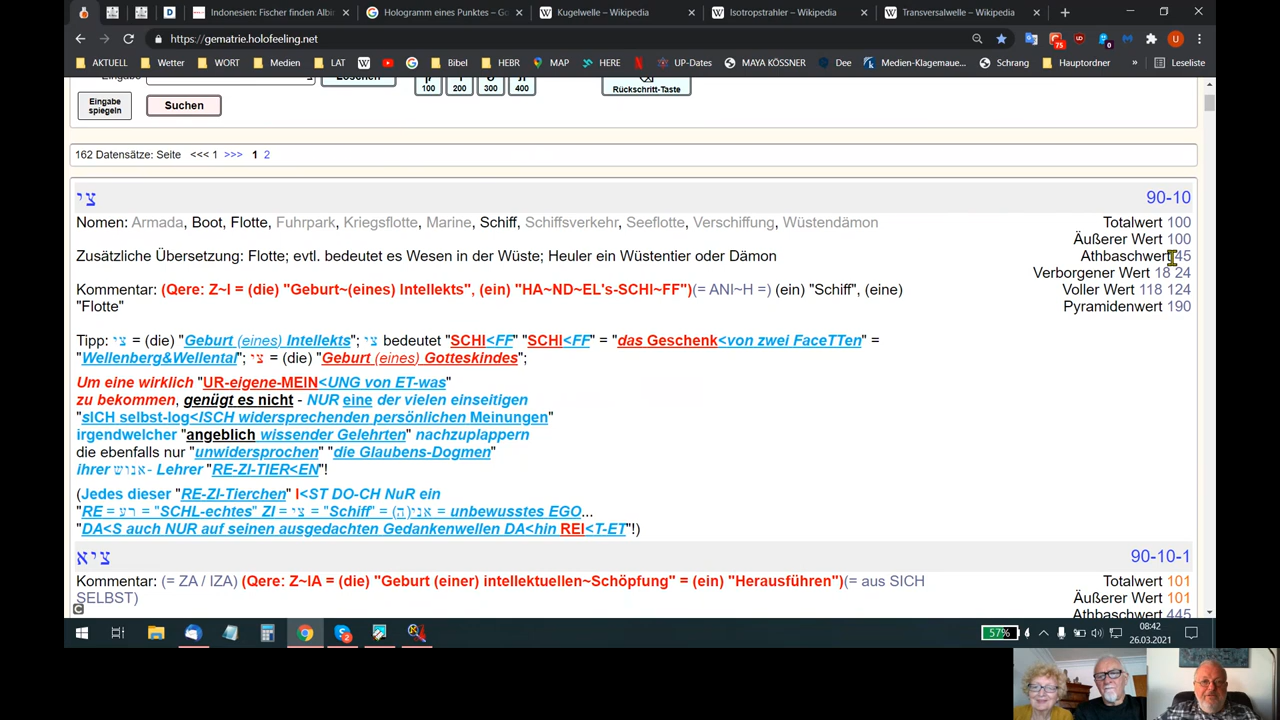 Indonesien: Fischer finden Albi
Hologramm eines Punktes – Go
Kugelwelle – Wikipedia
Isotropstrahler – Wikipedia
Transversalwelle – Wikipedia
https://gematrie.holofeeling.net
AKTUELL
Wetter
WORT
Medien
LAT
Bibel
HEBR
MAP
HERE
UP-Dates
MAYA KÖSSNER
Dee
Medien-Klagemaue...
Schrang
Hauptordner
Leseliste
100
200
300
400
Rückschritt-Taste
Eingabe
spiegeln
Suchen
162 Datensätze: Seite <<< 1 >>> 1 2
צי
90-10
Nomen: Armada, Boot, Flotte, Fuhrpark, Kriegsflotte, Marine, Schiff, Schiffsverkehr, Seeflotte, Verschiffung, Wüstendämon
Totalwert 100
Äußerer Wert 100
Zusätzliche Übersetzung: Flotte; evtl. bedeutet es Wesen in der Wüste; Heuler ein Wüstentier oder Dämon
Athbaschwert 45
Verborgener Wert 18 24
Kommentar: (Qere: Z~I = (die) "Geburt~(eines) Intellekts", (ein) "HA~ND~EL's-SCHI~FF")(= ANI~H =) (ein) "Schiff", (eine)
"Flotte"
Voller Wert 118 124
Pyramidenwert 190
Tipp: צי = (die) "Geburt (eines) Intellekts"; צי bedeutet "SCHI<FF" "SCHI<FF" = "das Geschenk<von zwei FaceTTen" =
"Wellenberg&Wellental"; צי = (die) "Geburt (eines) Gotteskindes";
Um eine wirklich "UR-eigene-MEIN<UNG von ET-was"
zu bekommen, genügt es nicht - NUR eine der vielen einseitigen
"sICH selbst-log<ISCH widersprechenden persönlichen Meinungen"
irgendwelcher "angeblich wissender Gelehrten" nachzuplappern
die ebenfalls nur "unwidersprochen" "die Glaubens-Dogmen"
ihrer אנוש- Lehrer "RE-ZI-TIER<EN"!
(Jedes dieser "RE-ZI-Tierchen" I<ST DO-CH NuR ein
"RE = רע = "SCHL-echtes" ZI = צי = "Schiff" = אני(ה) = unbewusstes EGO...
"DA<S auch NUR auf seinen ausgedachten Gedankenwellen DA<hin REI<T-ET"!)
ציא
90-10-1
Kommentar: (= ZA / IZA) (Qere: Z~IA = (die) "Geburt (einer) intellektuellen~Schöpfung" = (ein) "Herausführen")(= aus SICH
SELBST)
Totalwert 101
Äußerer Wert 101
Athbaschwert 445
57%
08:42
26.03.2021